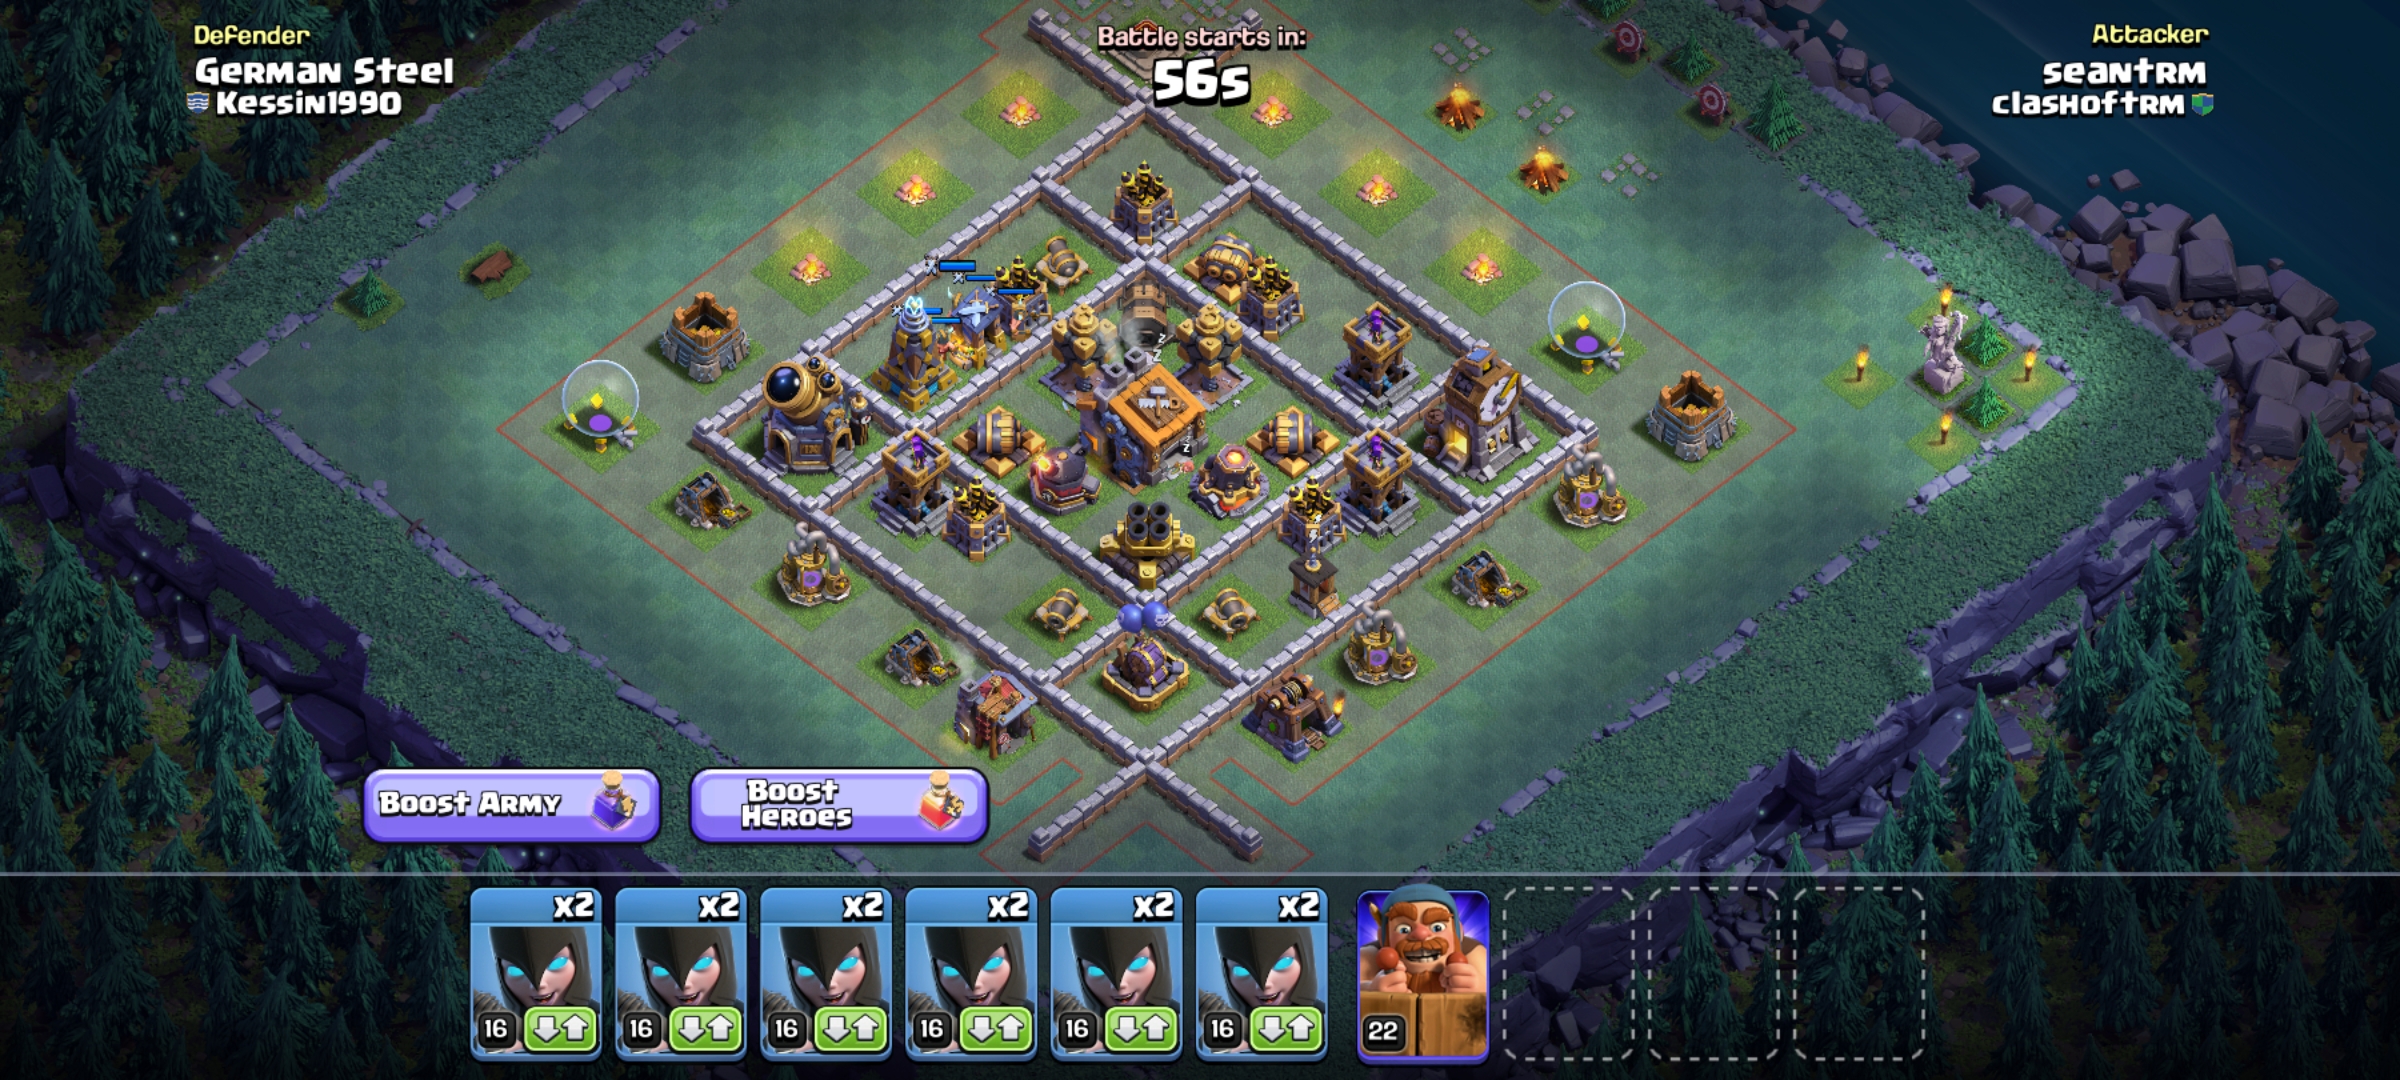 Defender
German Steel
Kessin1990
Battle starts in:
56s
Attacker
seantRM
clashoftRM
Boost Army
Boost
Heroes
x2 x2 x2 x2 x2 x2
16 16 16 16 16 16 22